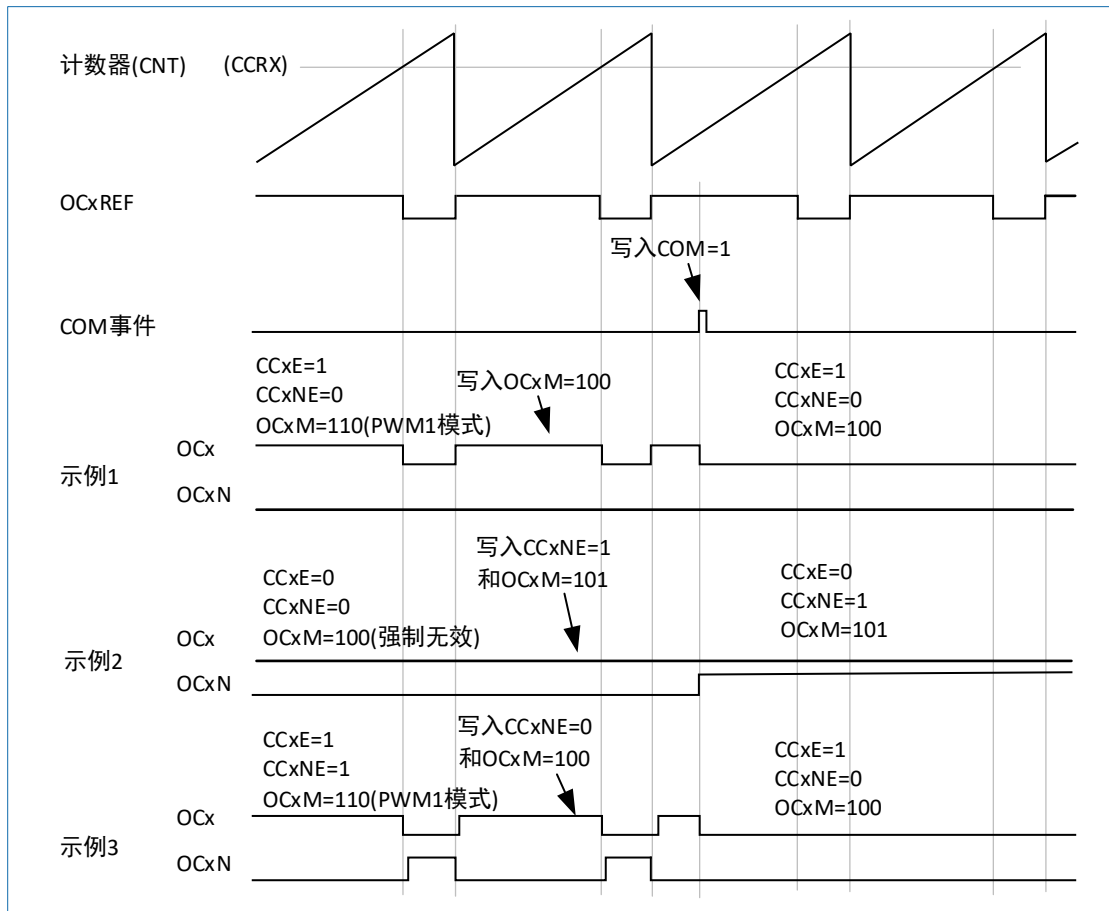 计数器(CNT) (CCRX)
OCxREF
写入COM=1
COM事件
CCxE=1
CCxNE=0
OCxM=110(PWM1模式)
写入OCxM=100
CCxE=1
CCxNE=0
OCxM=100
OCx
示例1
OCxN
写入CCxNE=1
和OCxM=101
CCxE=0
CCxNE=0
OCxM=100(强制无效)
CCxE=0
CCxNE=1
OCxM=101
OCx
示例2
OCxN
写入CCxNE=0
和OCxM=100
CCxE=1
CCxNE=1
OCxM=110(PWM1模式)
CCxE=1
CCxNE=0
OCxM=100
OCx
示例3
OCxN